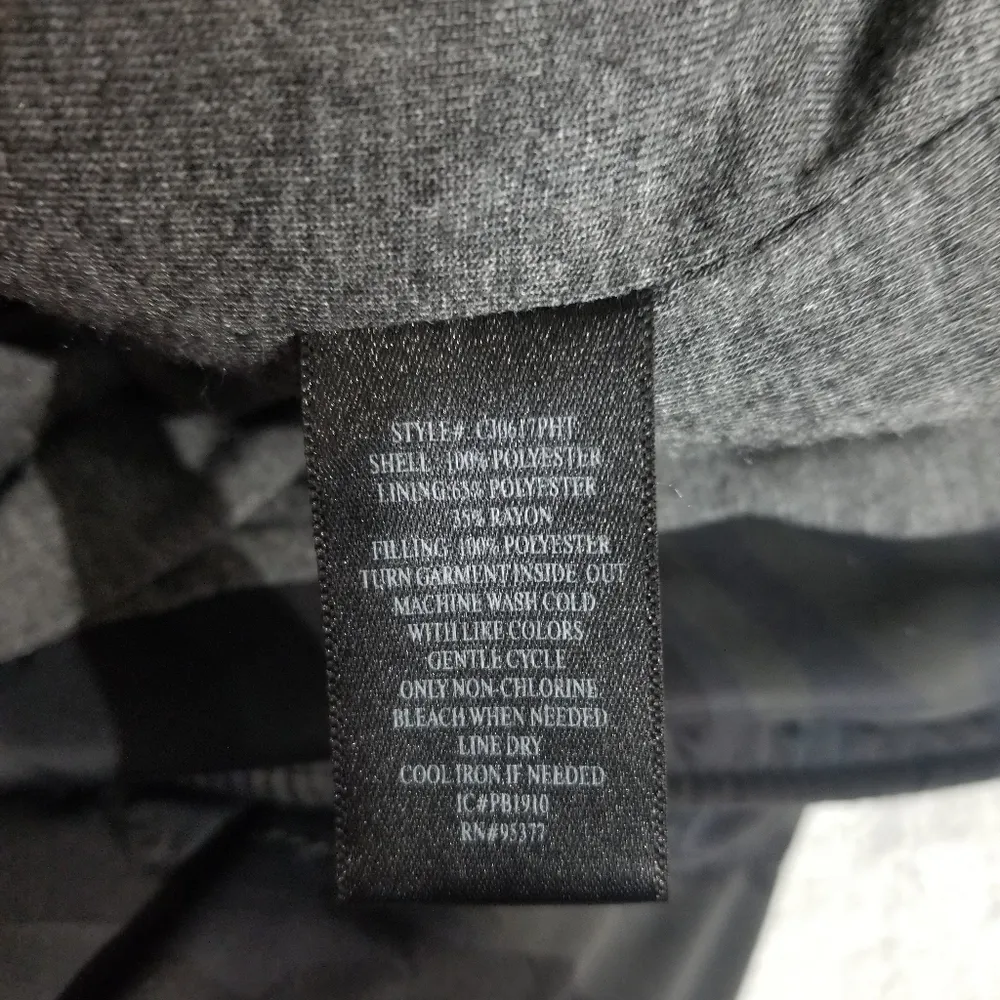 STYLE# CJ0617PHT
SHELL: 100% POLYESTER
LINING:65% POLYESTER
35% RAYON
FILLING: 100% POLYESTER
TURN GARMENT INSIDE OUT
MACHINE WASH COLD
WITH LIKE COLORS
GENTLE CYCLE
ONLY NON-CHLORINE
BLEACH WHEN NEEDED
LINE DRY
COOL IRON IF NEEDED
IC#PB1910
RN#95377